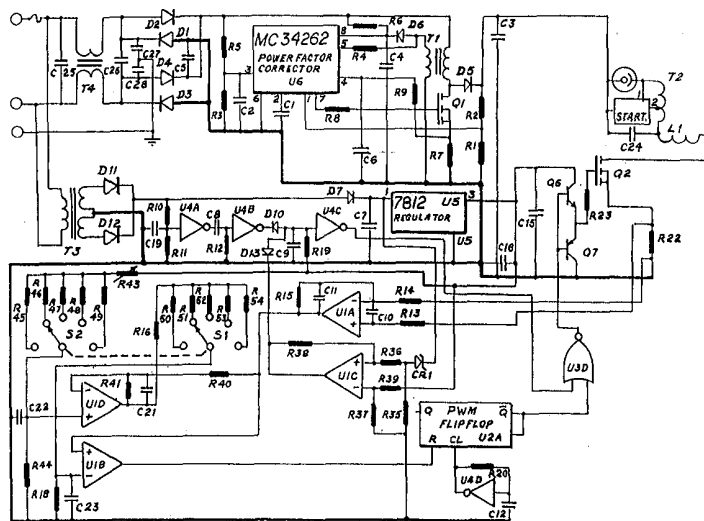 D2
R6
D6
C3
D1
MC34262
T1
C27
C5
R5
8
POWER FACTOR
5
R4
C4
T2
C25
C26
D4
CORRECTOR
D5
C28
3
U6
4
R9
1
T4
D3
6
2
1
7
Q1
START.
2
R3
C2
C1
R8
R2
L1
C24
C6
R7
R1
D11
Q2
D7
1
7812
3
Q6
R10
U4A
U4B
U4C
U5
C8
D10
REGULATOR
C15
R23
D12
C7
U5
C19
R11
R12
D13
C9
R19
C16
Q7
R22
T3
R43
R46
R47
R48
R49
R45
R50
R51
R52
R53
R54
R15
C11
R14
R16
U1A
C10
R13
S2
S1
R38
R36
U3D
U1C
CR1
R41
R40
R39
C22
C21
U1D
R37
R35
Q
PWM
Q̅
FLIPFLOP
U2A
R44
U1B
R
CL
R20
R18
U4D
C23
C12